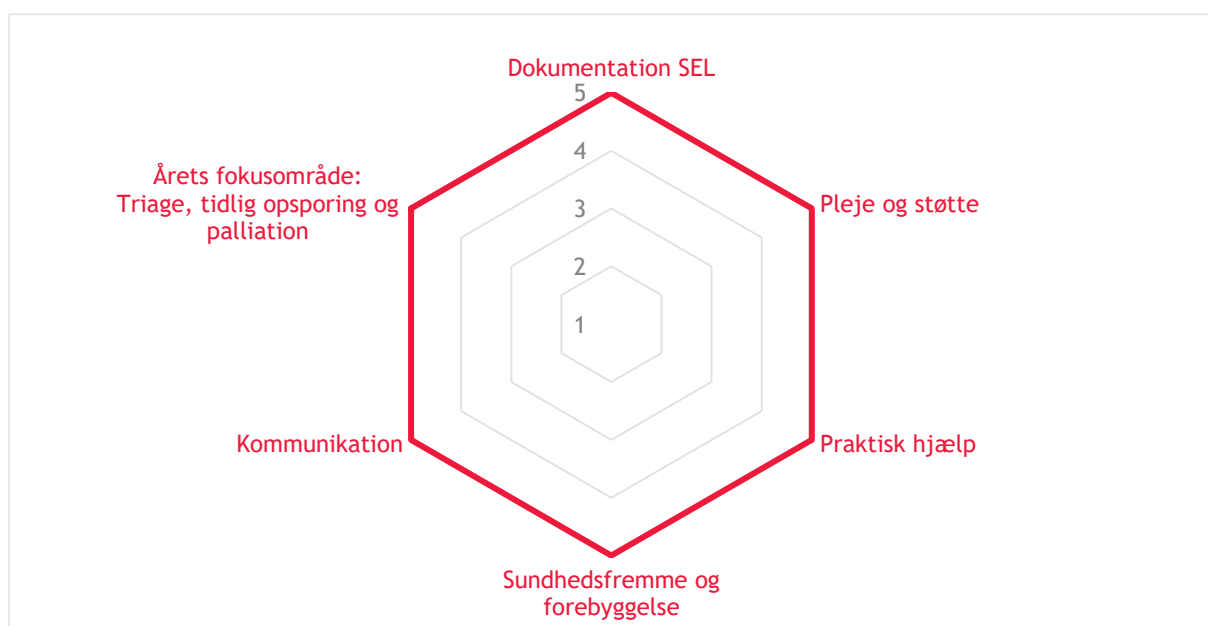 Dokumentation SEL
5
4
3
2
1
Årets fokusområde:
Triage, tidlig opsporing og
palliation
Pleje og støtte
Kommunikation
Praktisk hjælp
Sundhedsfremme og
forebyggelse